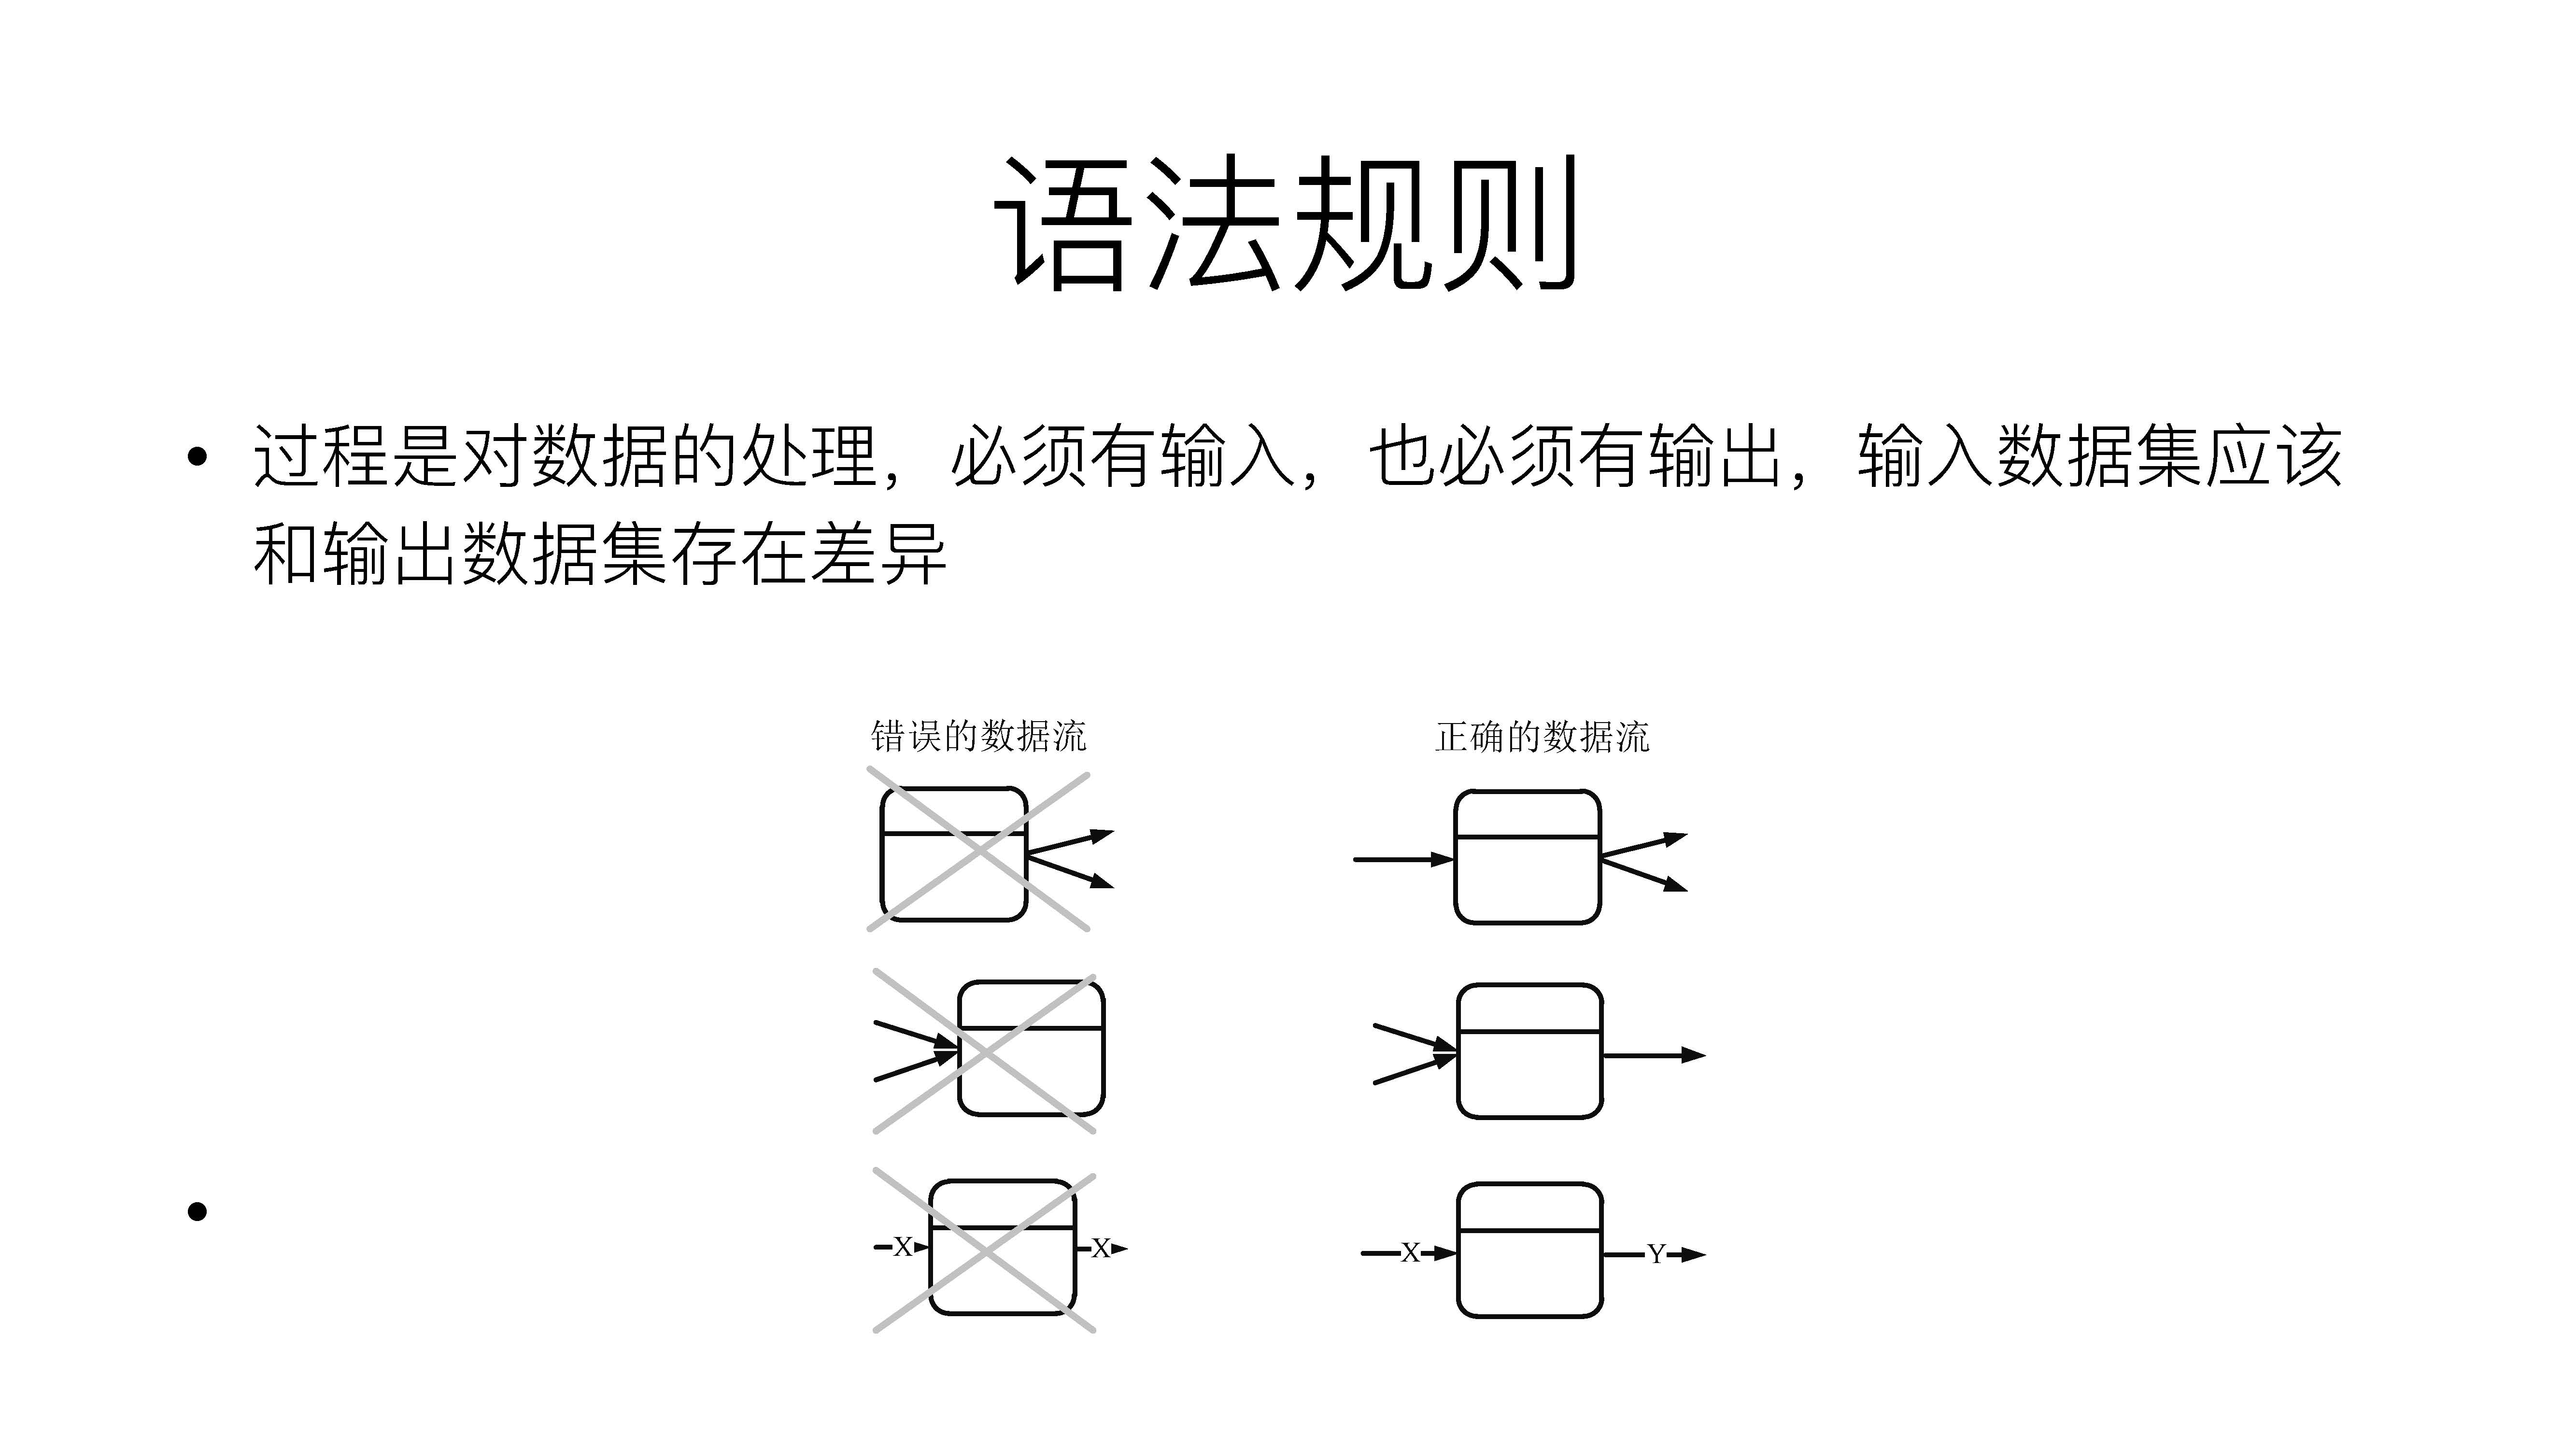 语法规则
• 过程是对数据的处理，必须有输入，也必须有输出，输入数据集应该
和输出数据集存在差异
错误的数据流
正确的数据流
•
X X
X Y